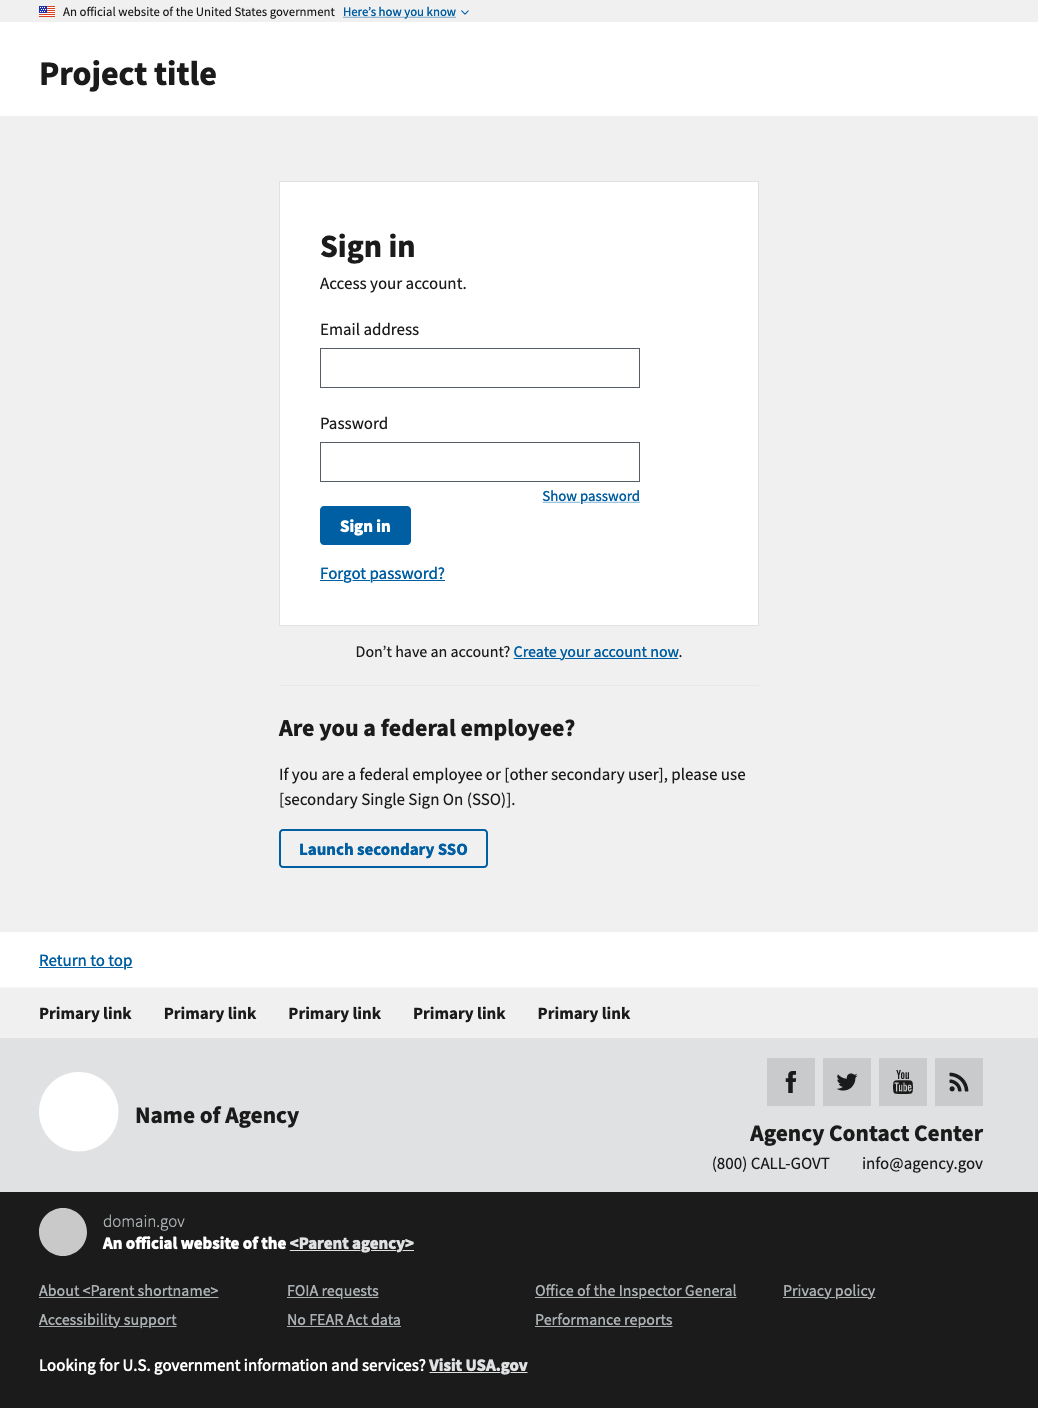 An official website of the United States government Here’s how you know
Project title
Sign in
Access your account.
Email address
Password
Show password
Sign in
Forgot password?
Don’t have an account? Create your account now.
Are you a federal employee?
If you are a federal employee or [other secondary user], please use
[secondary Single Sign On (SSO)].
Launch secondary SSO
Return to top
Primary link Primary link Primary link Primary link Primary link
You
Tube
Name of Agency
Agency Contact Center
(800) CALL-GOVT info@agency.gov
domain.gov
An official website of the <Parent agency>
About <Parent shortname> FOIA requests Office of the Inspector General Privacy policy
Accessibility support No FEAR Act data Performance reports
Looking for U.S. government information and services? Visit USA.gov